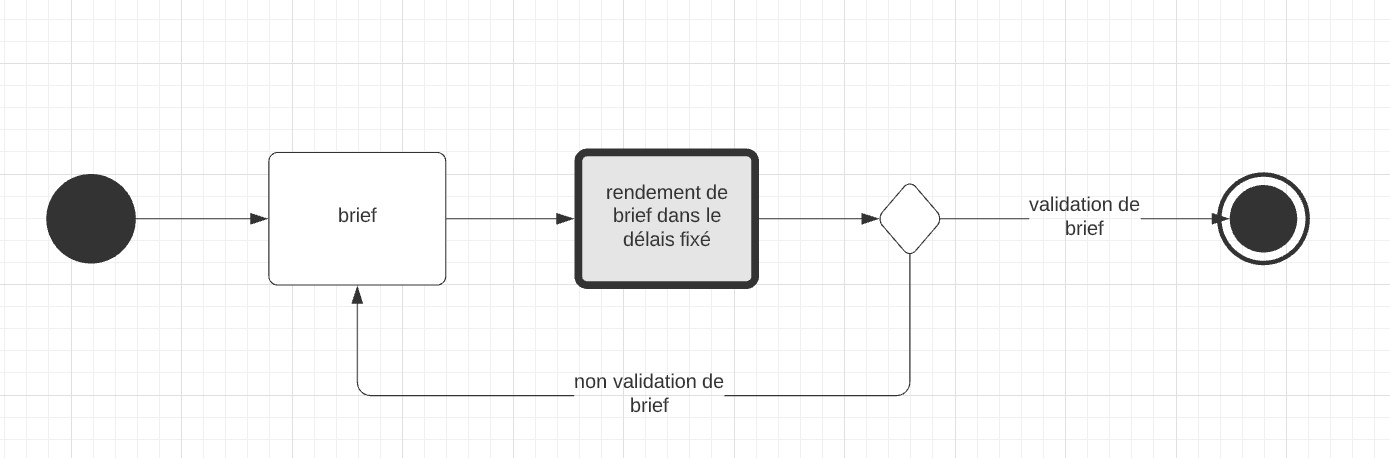 brief
rendement de
brief dans le
délais fixé
validation de
brief
non validation de
brief